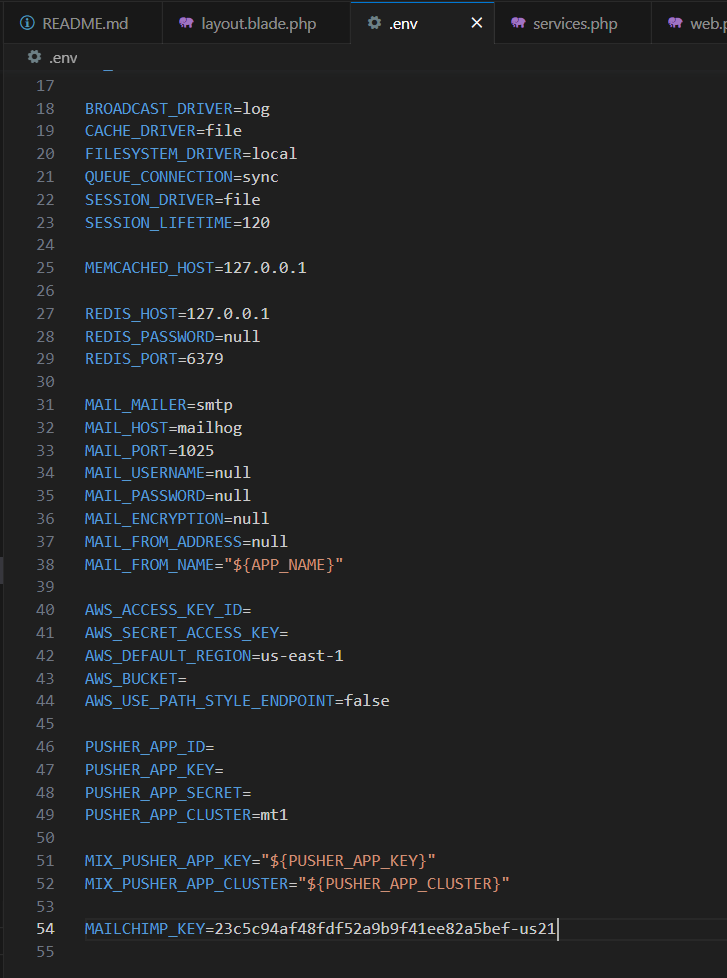 README.md layout.blade.php .env services.php web.p
.env
17
18 BROADCAST_DRIVER=log
19 CACHE_DRIVER=file
20 FILESYSTEM_DRIVER=local
21 QUEUE_CONNECTION=sync
22 SESSION_DRIVER=file
23 SESSION_LIFETIME=120
24
25 MEMCACHED_HOST=127.0.0.1
26
27 REDIS_HOST=127.0.0.1
28 REDIS_PASSWORD=null
29 REDIS_PORT=6379
30
31 MAIL_MAILER=smtp
32 MAIL_HOST=mailhog
33 MAIL_PORT=1025
34 MAIL_USERNAME=null
35 MAIL_PASSWORD=null
36 MAIL_ENCRYPTION=null
37 MAIL_FROM_ADDRESS=null
38 MAIL_FROM_NAME="${APP_NAME}"
39
40 AWS_ACCESS_KEY_ID=
41 AWS_SECRET_ACCESS_KEY=
42 AWS_DEFAULT_REGION=us-east-1
43 AWS_BUCKET=
44 AWS_USE_PATH_STYLE_ENDPOINT=false
45
46 PUSHER_APP_ID=
47 PUSHER_APP_KEY=
48 PUSHER_APP_SECRET=
49 PUSHER_APP_CLUSTER=mt1
50
51 MIX_PUSHER_APP_KEY="${PUSHER_APP_KEY}"
52 MIX_PUSHER_APP_CLUSTER="${PUSHER_APP_CLUSTER}"
53
54 MAILCHIMP_KEY=23c5c94af48fdf52a9b9f41ee82a5bef-us21
55